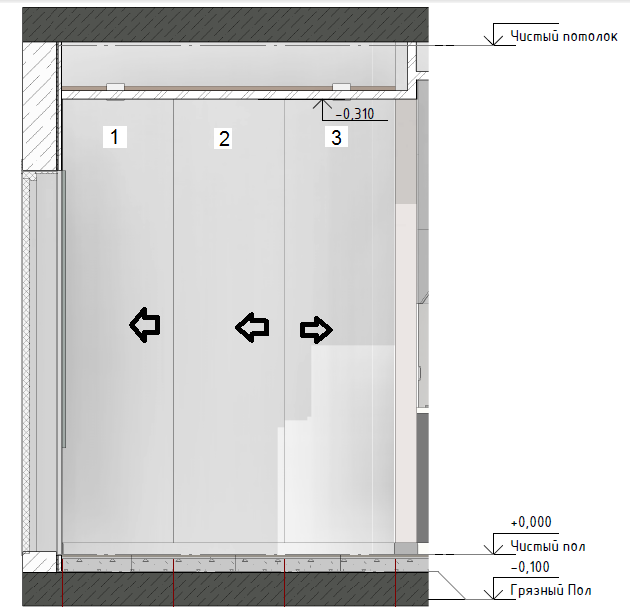 Чистый потолок
-0,310
1
2
3
+0,000
Чистый пол
-0,100
Грязный Пол